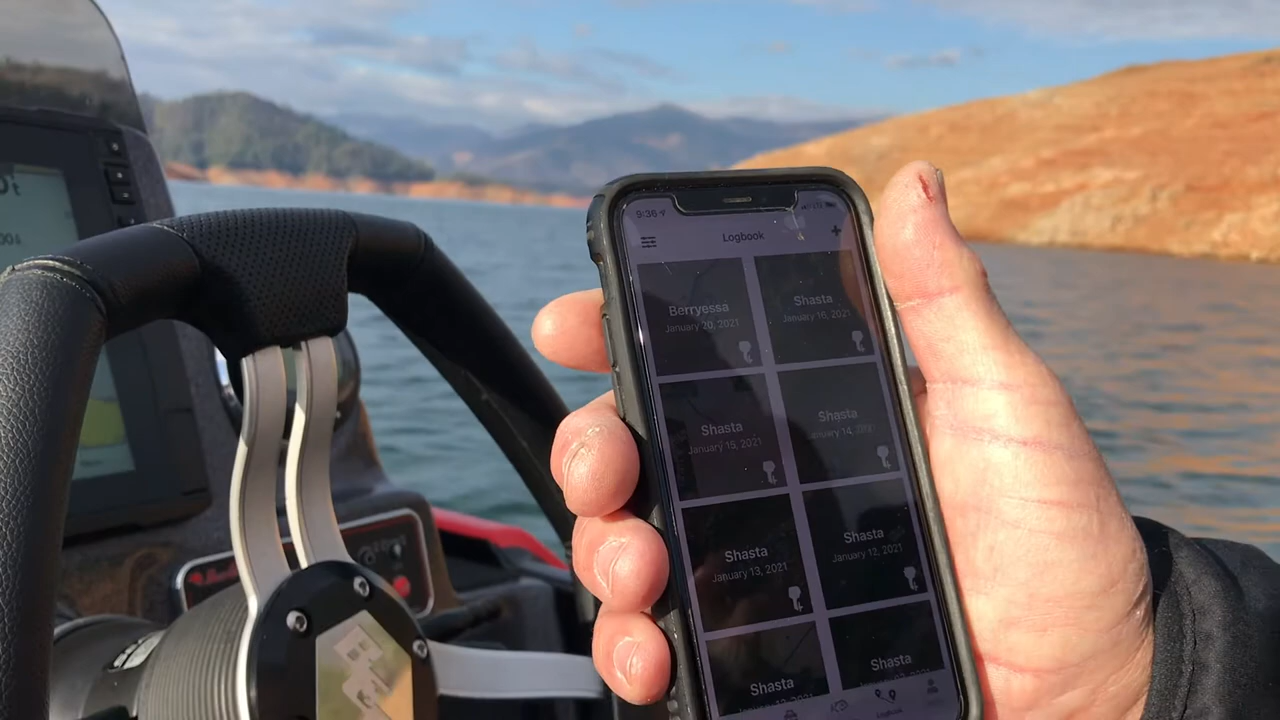 9:36
Logbook
Berryessa
January 20, 2021
Shasta
January 16, 2021
Shasta
January 15, 2021
Shasta
January 14, 2021
Shasta
January 13, 2021
Shasta
January 12, 2021
Shasta
Shasta
Logbook